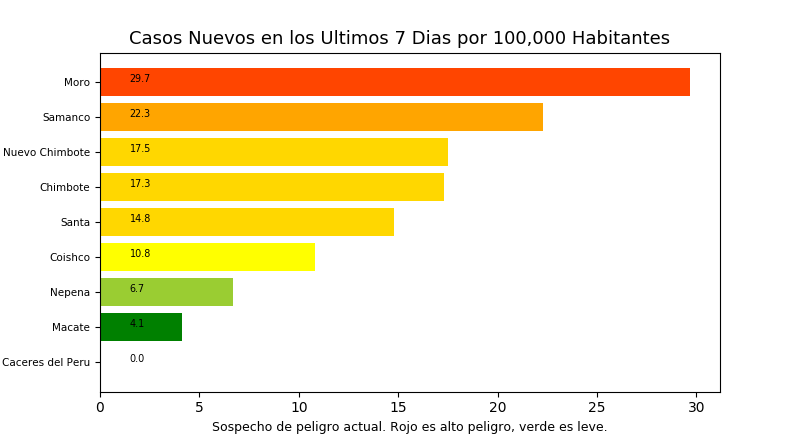 Casos Nuevos en los Ultimos 7 Dias por 100,000 Habitantes
Moro 29.7
Samanco 22.3
Nuevo Chimbote 17.5
Chimbote 17.3
Santa 14.8
Coishco 10.8
Nepena 6.7
Macate 4.1
Caceres del Peru 0.0
0 5 10 15 20 25 30
Sospecho de peligro actual. Rojo es alto peligro, verde es leve.